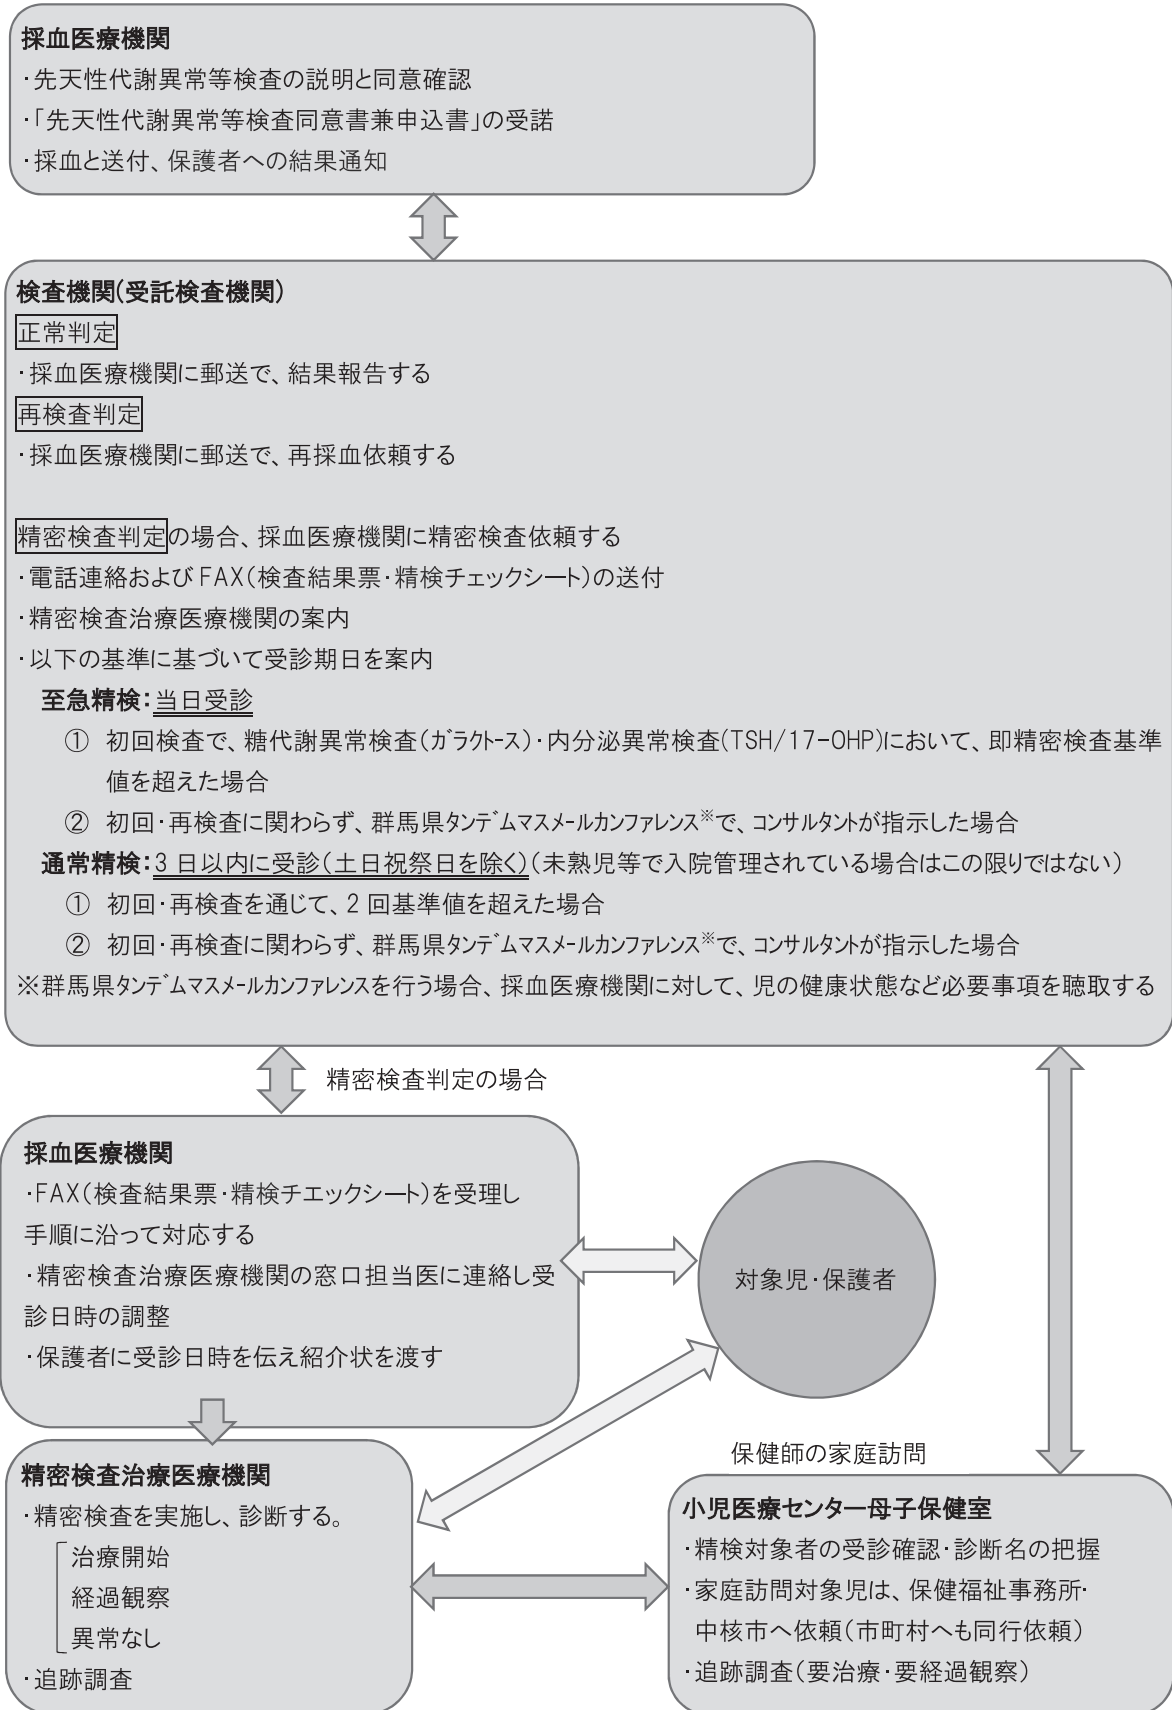 採血医療機関
・先天性代謝異常等検査の説明と同意確認
・「先天性代謝異常等検査同意書兼申込書」の受諾
・採血と送付、保護者への結果通知
検査機関(受託検査機関)
正常判定
・採血医療機関に郵送で、結果報告する
再検査判定
・採血医療機関に郵送で、再採血依頼する
精密検査判定の場合、採血医療機関に精密検査依頼する
・電話連絡およびFAX(検査結果票・精検チェックシート)の送付
・精密検査治療医療機関の案内
・以下の基準に基づいて受診期日を案内
至急精検:当日受診
① 初回検査で、糖代謝異常検査(ガラクトース)・内分泌異常検査(TSH/17-OHP)において、即精密検査基準
値を超えた場合
② 初回・再検査に関わらず、群馬県タンデムマスメールカンファレンス※で、コンサルタントが指示した場合
通常精検:3 日以内に受診(土日祝祭日を除く)(未熟児等で入院管理されている場合はこの限りではない)
① 初回・再検査を通じて、2 回基準値を超えた場合
② 初回・再検査に関わらず、群馬県タンデムマスメールカンファレンス※で、コンサルタントが指示した場合
※群馬県タンデムマスメールカンファレンスを行う場合、採血医療機関に対して、児の健康状態など必要事項を聴取する
精密検査判定の場合
採血医療機関
・FAX(検査結果票・精検チエックシート)を受理し
手順に沿って対応する
・精密検査治療医療機関の窓口担当医に連絡し受
診日時の調整
・保護者に受診日時を伝え紹介状を渡す
対象児・保護者
保健師の家庭訪問
精密検査治療医療機関
・精密検査を実施し、診断する。
治療開始
経過観察
異常なし
・追跡調査
小児医療センター母子保健室
・精検対象者の受診確認・診断名の把握
・家庭訪問対象児は、保健福祉事務所・
中核市へ依頼(市町村へも同行依頼)
・追跡調査(要治療・要経過観察)